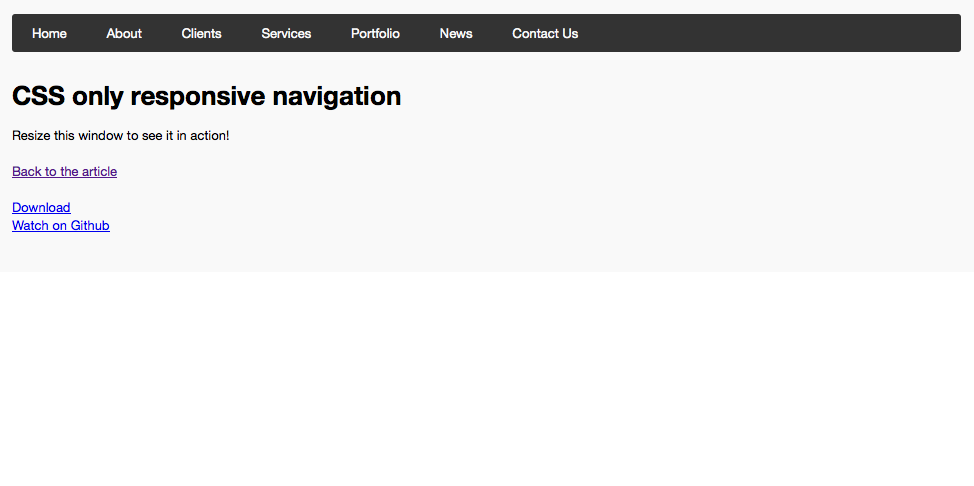 Home About Clients Services Portfolio News Contact Us
CSS only responsive navigation
Resize this window to see it in action!
Back to the article
Download
Watch on Github